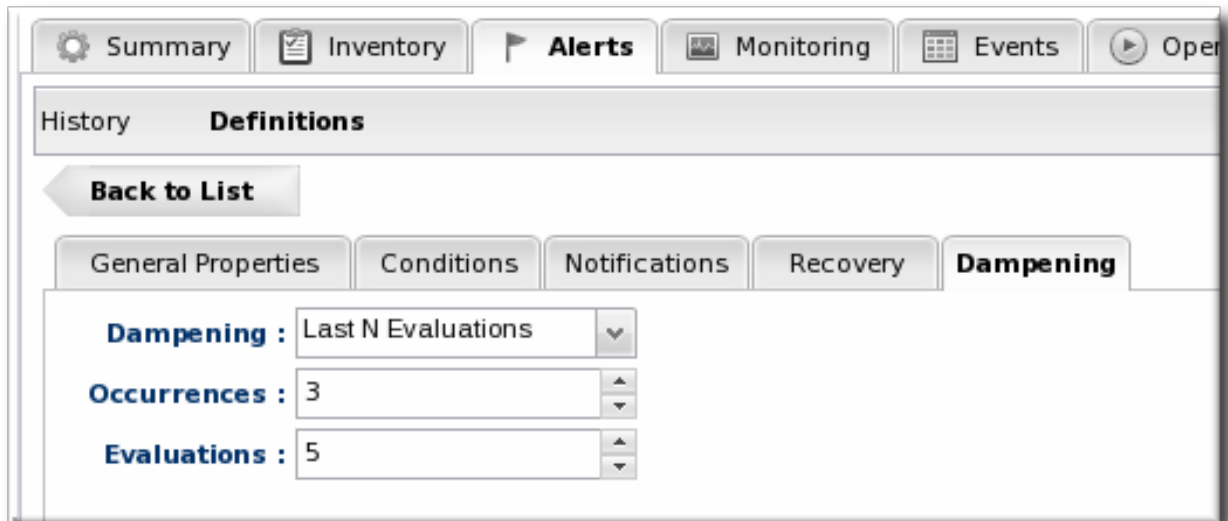 Summary Inventory Alerts Monitoring Events Oper
History Definitions
Back to List
General Properties Conditions Notifications Recovery Dampening
Dampening : Last N Evaluations
Occurrences : 3
Evaluations : 5